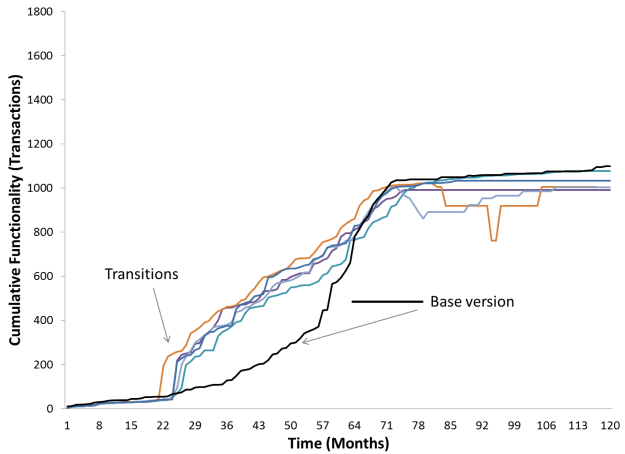 1800
1600
1400
1200
1000
800
600
400
200
0
Cumulative Functionality (Transactions)
Transitions
Base version
1 8 15 22 29 36 43 50 57 64 71 78 85 92 99 106 113 120
Time (Months)